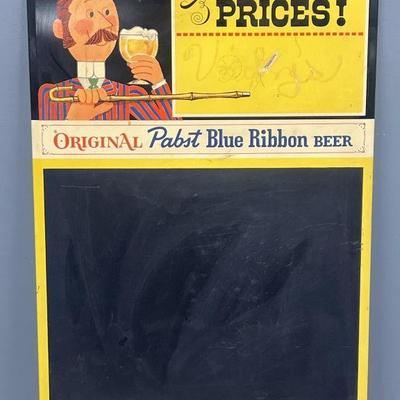 PRICES!
ORIGINAL Pabst Blue Ribbon BEER